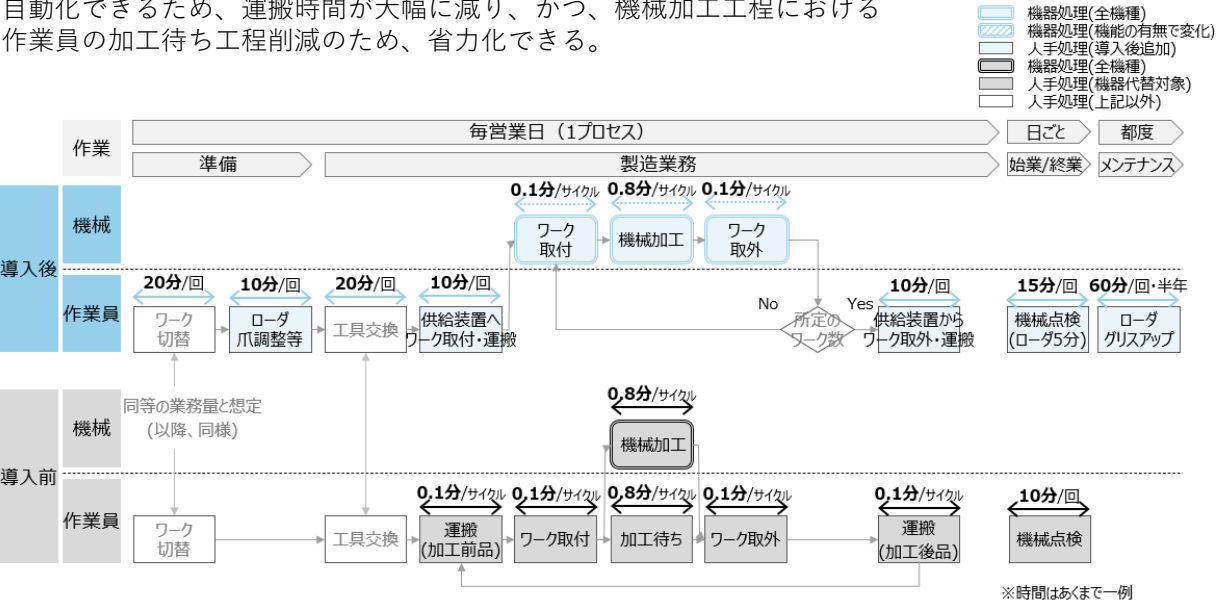 自動化できるため、運搬時間が大幅に減り、かつ、機械加工工程における
作業員の加工待ち工程削減のため、省力化できる。
機器処理(全機種)
機器処理(機能の有無で変化)
人手処理(導入後追加)
機器処理(全機種)
人手処理(機器代替対象)
人手処理(上記以外)
作業
毎営業日（1プロセス）
日ごと
都度
準備
製造業務
始業/終業
メンテナンス
導入後
機械
0.1分/サイクル
0.8分/サイクル
0.1分/サイクル
ワーク
取付
機械加工
ワーク
取外
作業員
20分/回
10分/回
20分/回
10分/回
10分/回
15分/回
60分/回・半年
ワーク
切替
ローダ
爪調整等
工具交換
供給装置へ
ワーク取付・運搬
No
Yes
所定の
ワーク数
供給装置から
ワーク取外・運搬
機械点検
(ローダ5分)
ローダ
グリスアップ
同等の業務量と想定
(以降、同様)
導入前
機械
0.8分/サイクル
機械加工
作業員
0.1分/サイクル
0.1分/サイクル
0.8分/サイクル
0.1分/サイクル
0.1分/サイクル
10分/回
ワーク
切替
工具交換
運搬
(加工前品)
ワーク取付
加工待ち
ワーク取外
運搬
(加工後品)
機械点検
※時間はあくまで一例